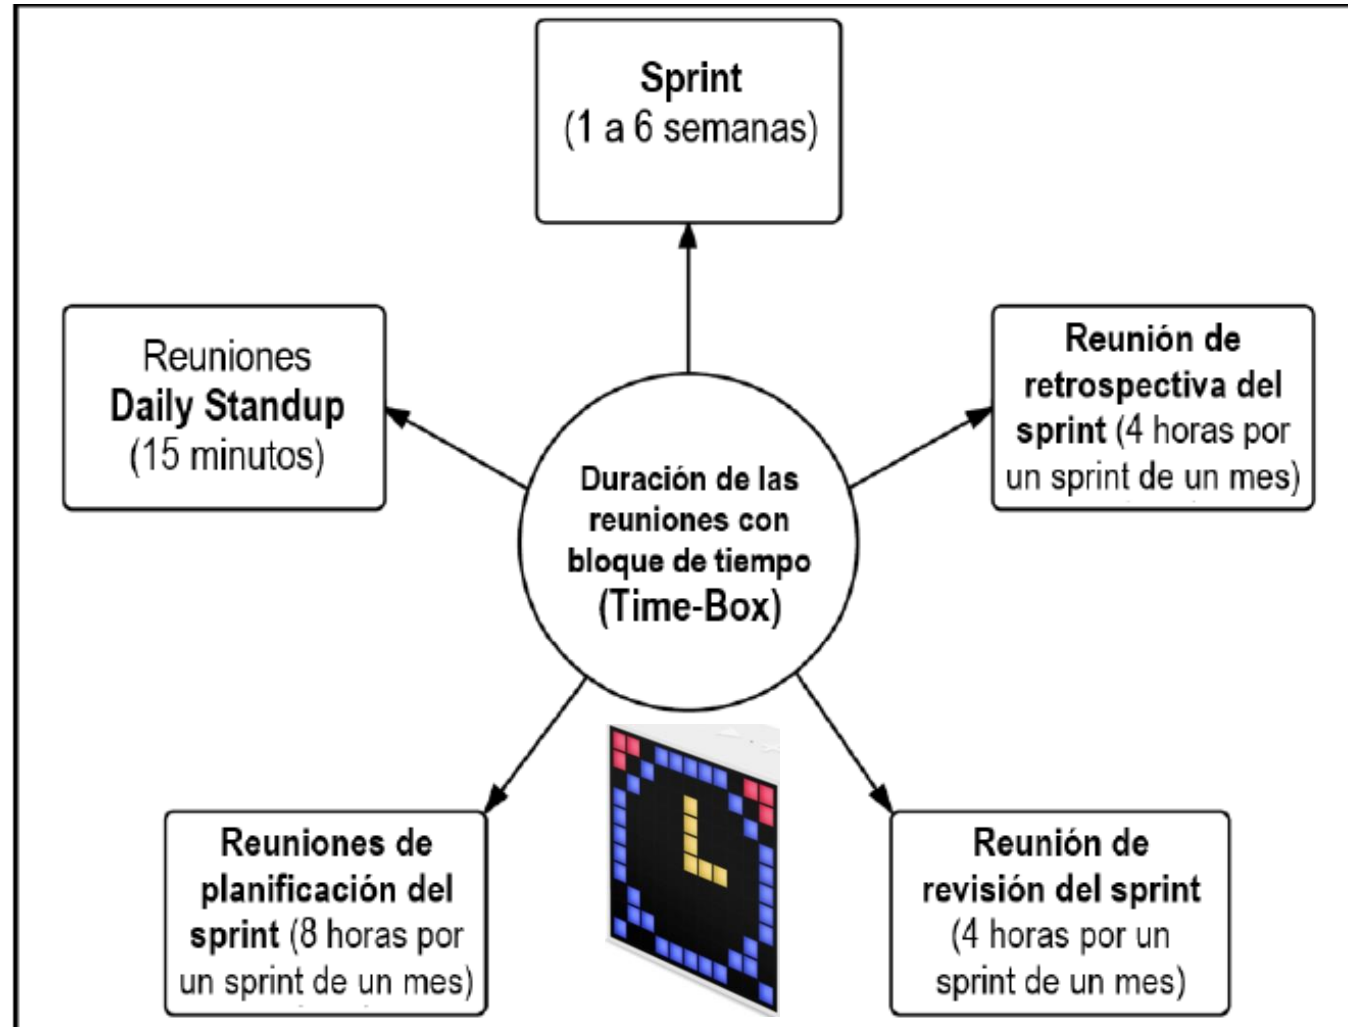 Sprint
(1 a 6 semanas)
Reuniones
Daily Standup
(15 minutos)
Reunión de
retrospectiva del
sprint (4 horas por
un sprint de un mes)
Duración de las
reuniones con
bloque de tiempo
(Time-Box)
Reuniones de
planificación del
sprint (8 horas por
un sprint de un mes)
Reunión de
revisión del sprint
(4 horas por un
sprint de un mes)